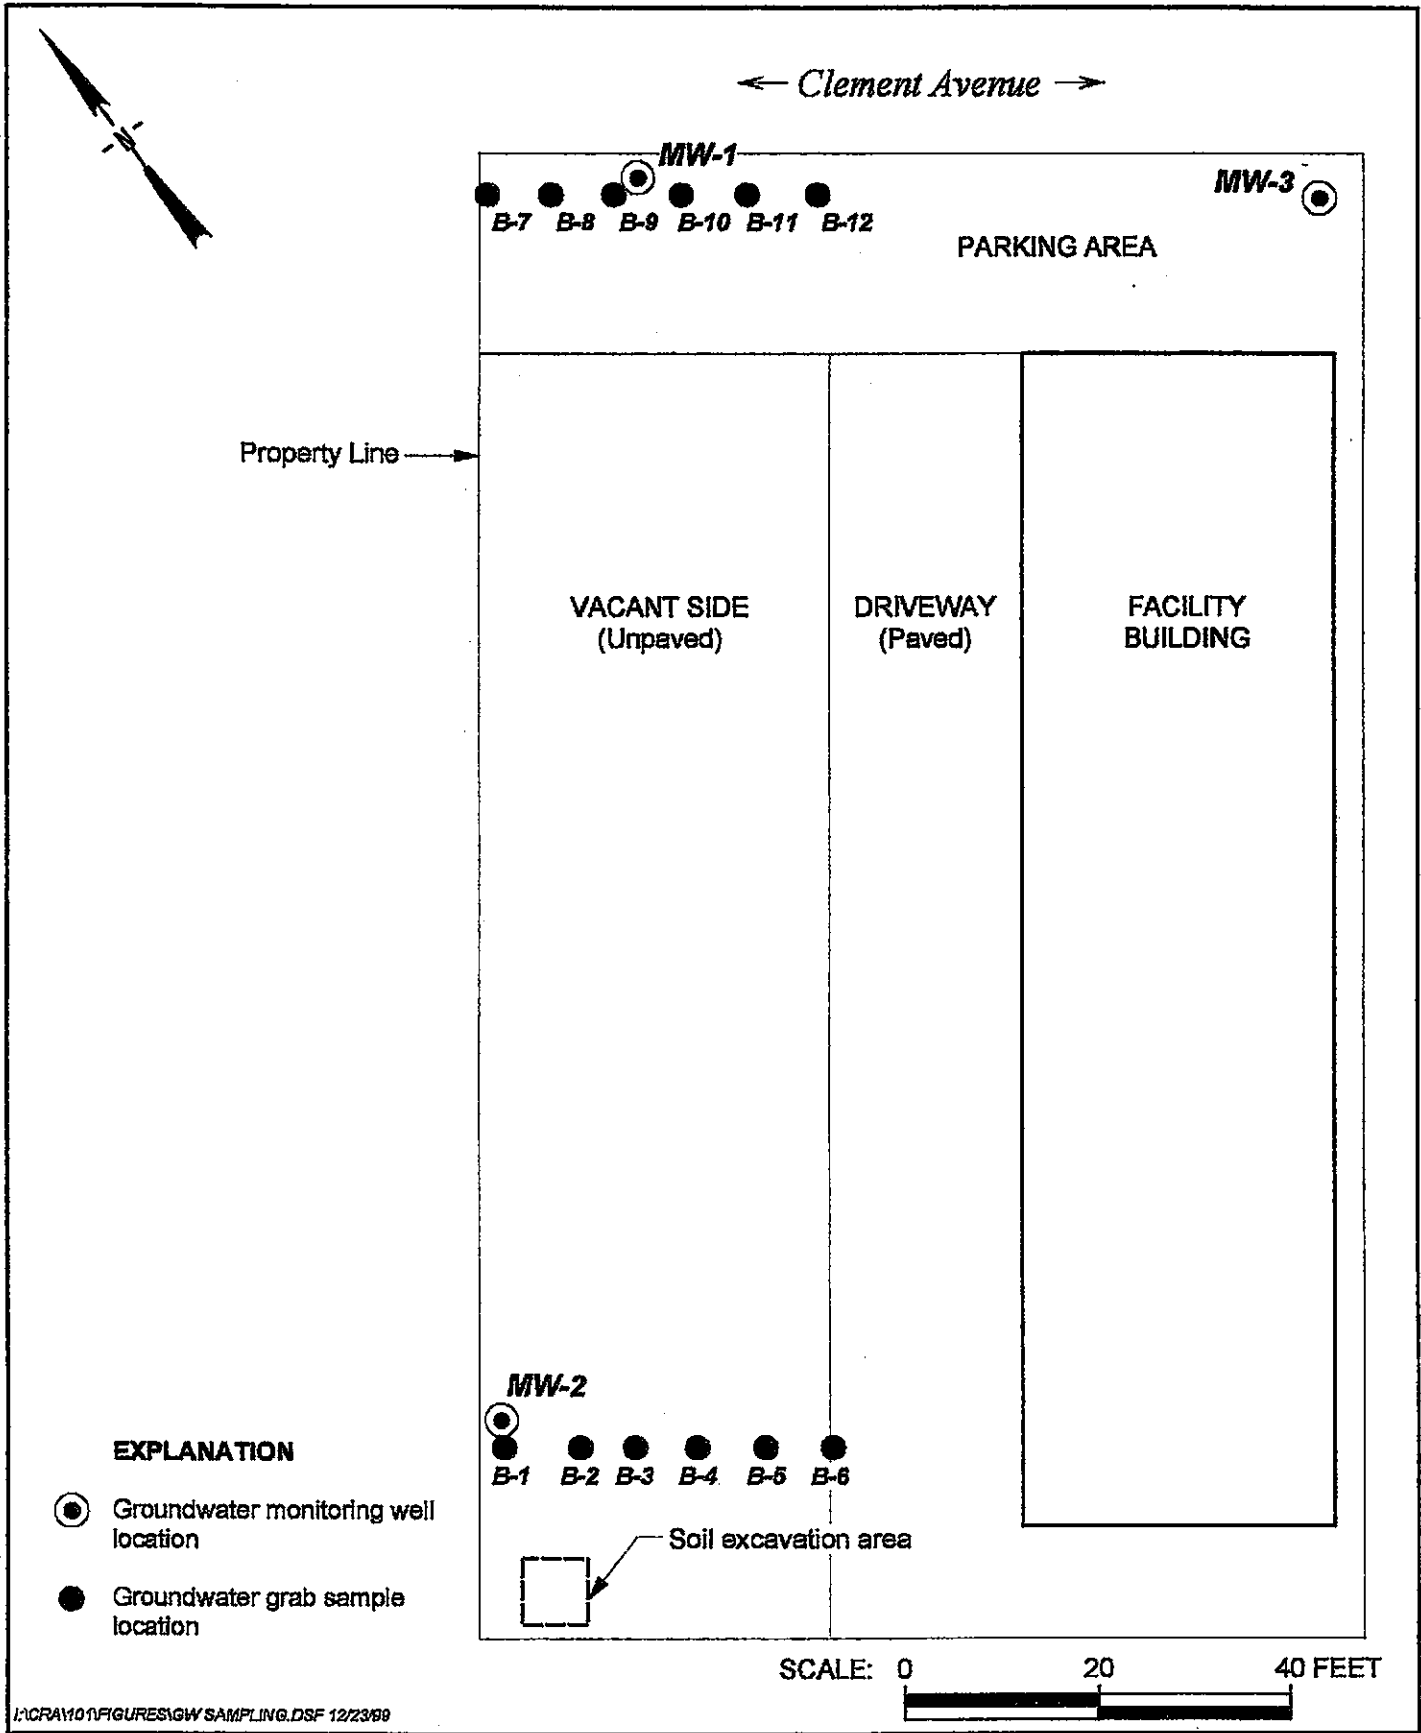 N
← Clement Avenue →
MW-1
MW-3
B-7 B-8 B-9 B-10 B-11 B-12
PARKING AREA
Property Line
VACANT SIDE
(Unpaved)
DRIVEWAY
(Paved)
FACILITY
BUILDING
MW-2
B-1 B-2 B-3 B-4 B-5 B-6
Soil excavation area
EXPLANATION
Groundwater monitoring well
location
Groundwater grab sample
location
SCALE: 0 20 40 FEET
I:\CRA\101\FIGURES\GW SAMPLING.DSF 12/23/99